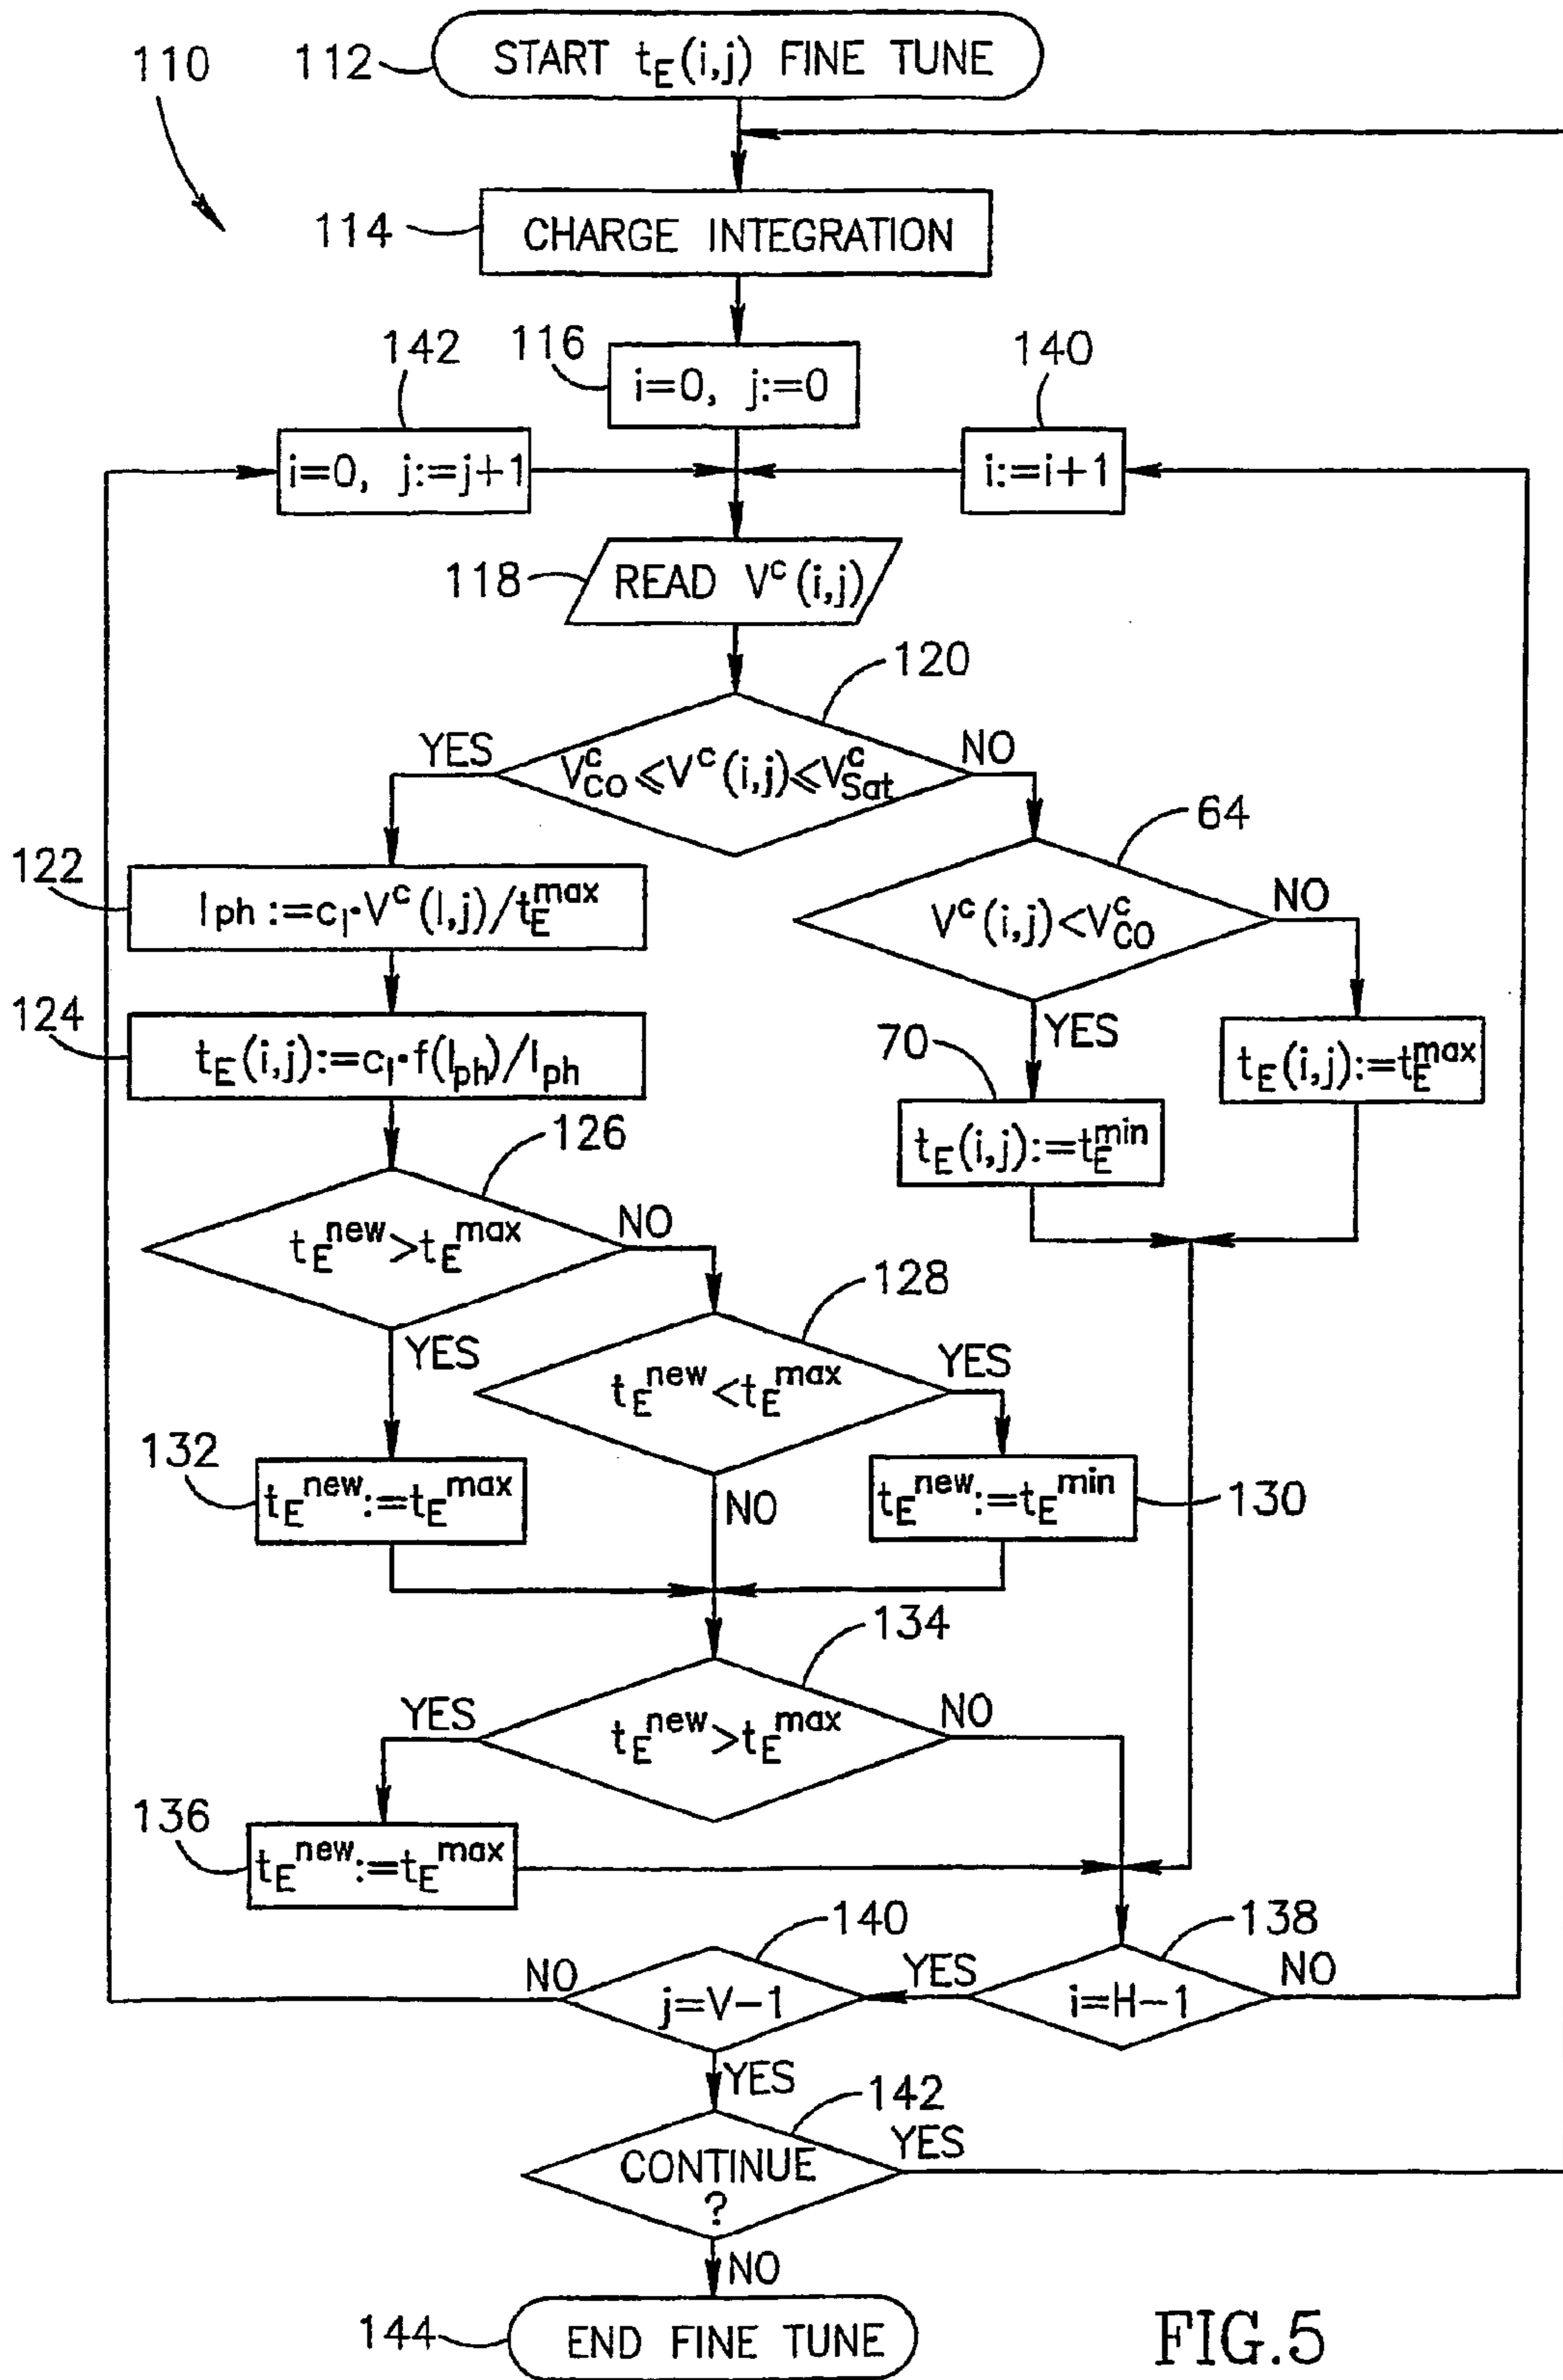 110
112
START t_E(i,j) FINE TUNE
114
CHARGE INTEGRATION
142
116
140
i=0, j:=0
i=0, j:=j+1
i:=i+1
118
READ V^c(i,j)
120
YES
V^c_CO ≤ V^c(i,j) ≤ V^c_Sat
NO
64
122
I_ph := c_I·V^c(I,j)/t_E^max
V^c(i,j)<V^c_CO
NO
124
t_E(i,j):=c_I·f(I_ph)/I_ph
70
YES
t_E(i,j):=t_E^max
t_E(i,j):=t_E^min
126
t_E^new>t_E^max
NO
128
YES
t_E^new<t_E^max
YES
132
t_E^new:=t_E^max
NO
t_E^new:=t_E^min
130
134
YES
t_E^new>t_E^max
NO
136
t_E^new:=t_E^max
140
138
NO
j=V-1
YES
i=H-1
NO
YES
142
CONTINUE
?
YES
NO
144
END FINE TUNE
FIG.5